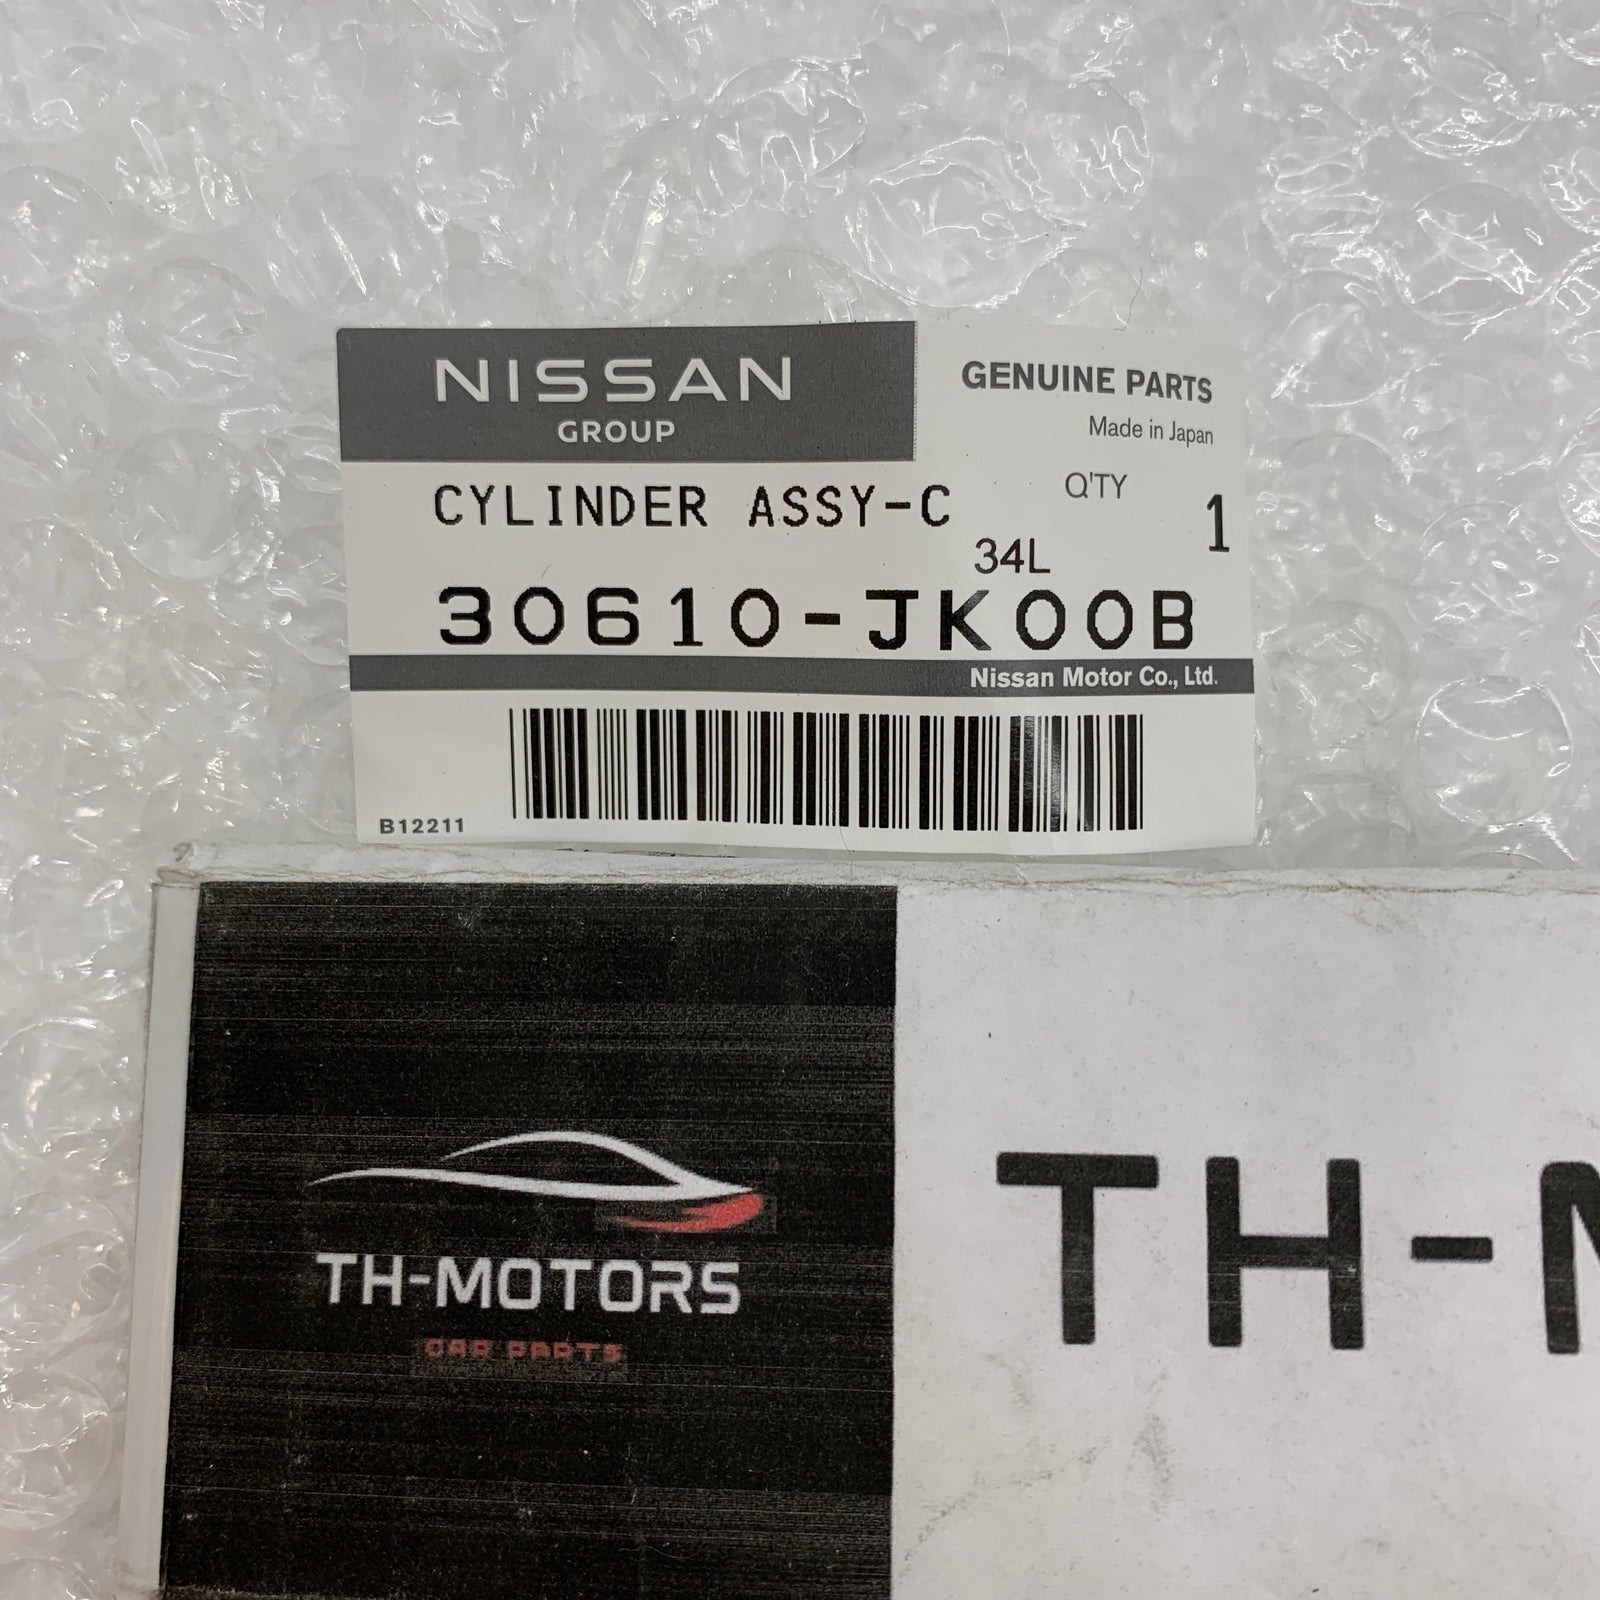 NISSAN
GROUP
GENUINE PARTS
Made in Japan
CYLINDER ASSY-C
Q'TY
1
34L
30610-JK00B
Nissan Motor Co., Ltd.
B12211
TH-MOTORS
CAR PARTS
TH-M